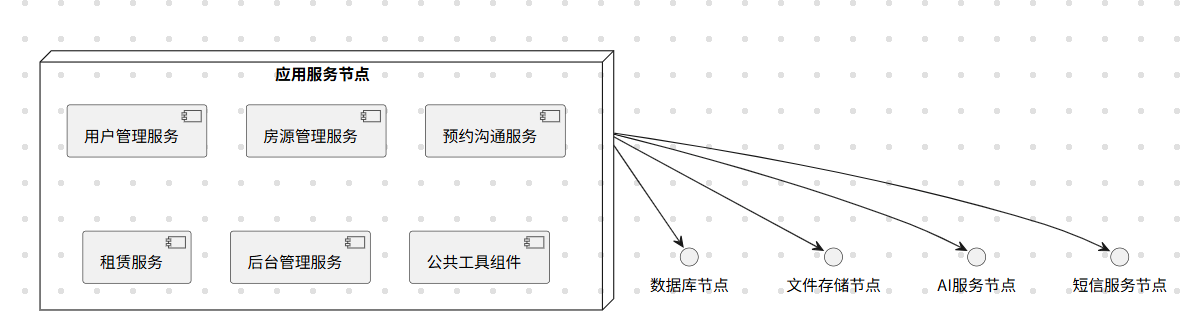 应用服务节点
用户管理服务
房源管理服务
预约沟通服务
租赁服务
后台管理服务
公共工具组件
数据库节点
文件存储节点
AI服务节点
短信服务节点